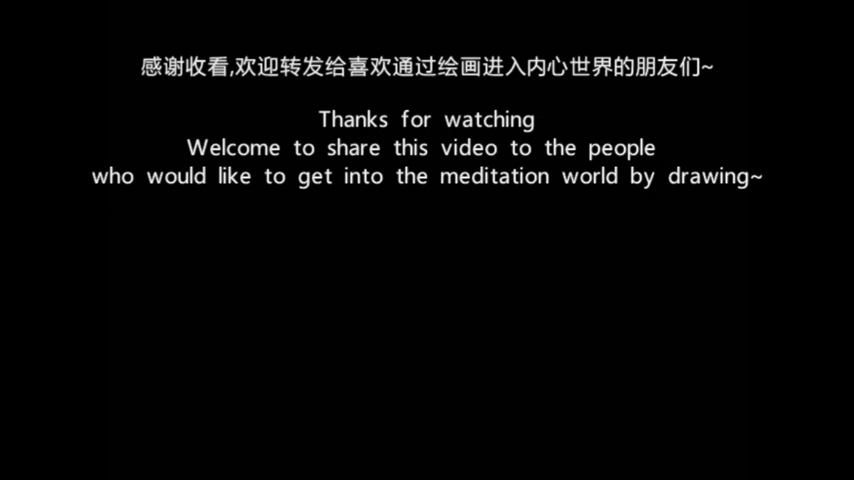 感谢收看,欢迎转发给喜欢通过绘画进入内心世界的朋友们~
Thanks for watching
Welcome to share this video to the people
who would like to get into the meditation world by drawing~